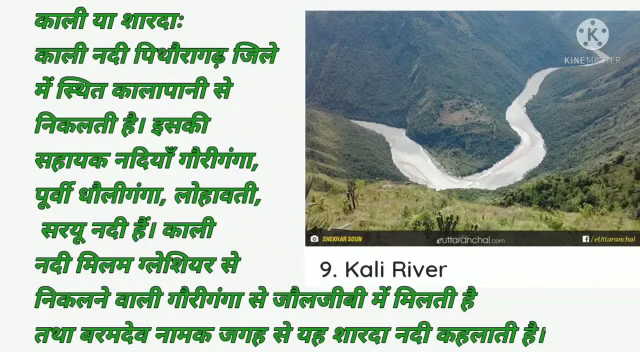 काली या शारदा:
काली नदी पिथौरागढ़ जिले
में स्थित कालापानी से
निकलती है। इसकी
सहायक नदियाँ गौरीगंगा,
पूर्वी धौलीगंगा, लोहावती,
सरयू नदी हैं। काली
नदी मिलम ग्लेशियर से
निकलने वाली गौरीगंगा से जौलजीबी में मिलती है
तथा बरमदेव नामक जगह से यह शारदा नदी कहलाती है।
KINEMASTER
SHEKHAR SOUN
euttaranchal.com
/eUttaranchal
9. Kali River